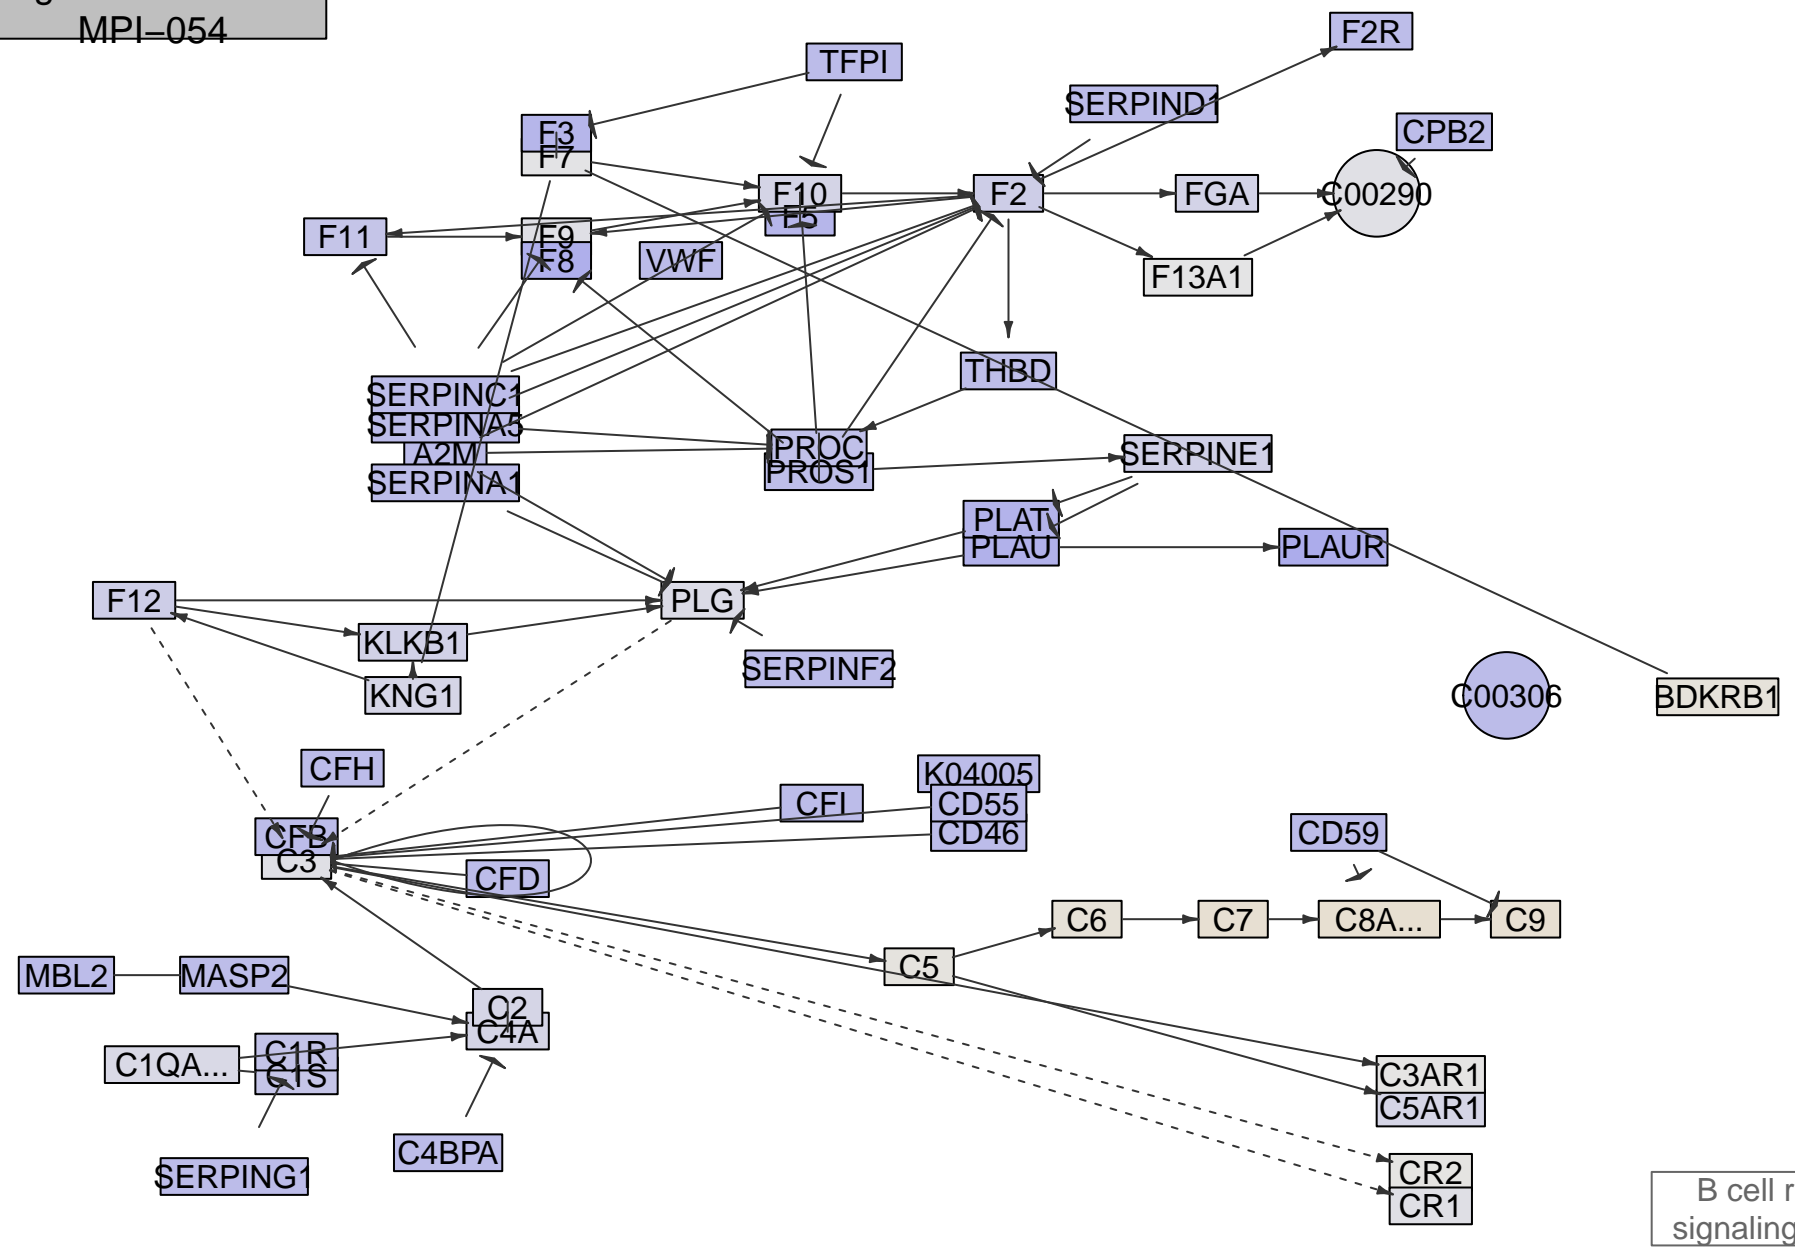 MPI−054
F2R
TFPI
SERPIND1
CPB2
F3
F7
F10
F5
F2
FGA
C00290
F11
F9
F8
VWF
F13A1
SERPINC1
SERPINA5
A2M
SERPINA1
THBD
PROC
PROS1
SERPINE1
PLAT
PLAU
PLAUR
F12
PLG
KLKB1
KNG1
SERPINF2
C00306
BDKRB1
CFH
K04005
CFI
CD55
CD46
CD59
CFB
C3
CFD
C6
C7
C8A...
C9
C5
MBL2
MASP2
C2
C4A
C1QA...
C1R
C1S
C3AR1
C5AR1
C4BPA
SERPING1
CR2
CR1
B cell r
signaling